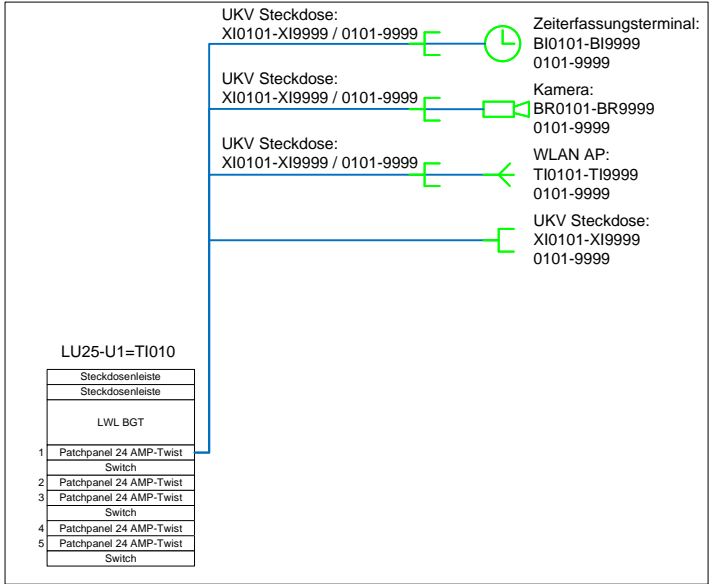 UKV Steckdose:
XI0101-XI9999 / 0101-9999
Zeiterfassungsterminal:
BI0101-BI9999
0101-9999
UKV Steckdose:
XI0101-XI9999 / 0101-9999
Kamera:
BR0101-BR9999
0101-9999
UKV Steckdose:
XI0101-XI9999 / 0101-9999
WLAN AP:
TI0101-TI9999
0101-9999
UKV Steckdose:
XI0101-XI9999
0101-9999
LU25-U1=TI010
Steckdosenleiste
Steckdosenleiste
LWL BGT
1 Patchpanel 24 AMP-Twist
Switch
2 Patchpanel 24 AMP-Twist
3 Patchpanel 24 AMP-Twist
Switch
4 Patchpanel 24 AMP-Twist
5 Patchpanel 24 AMP-Twist
Switch